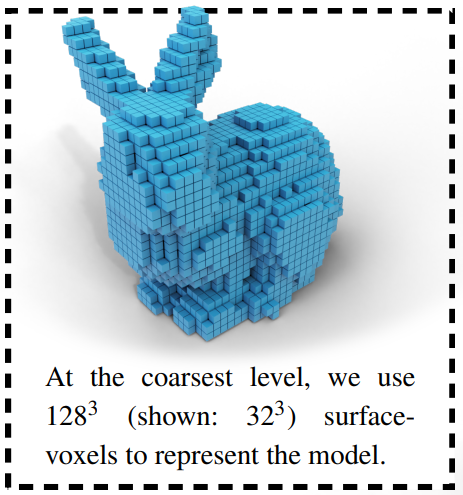 At the coarsest level, we use
128³ (shown: 32³) surface-
voxels to represent the model.